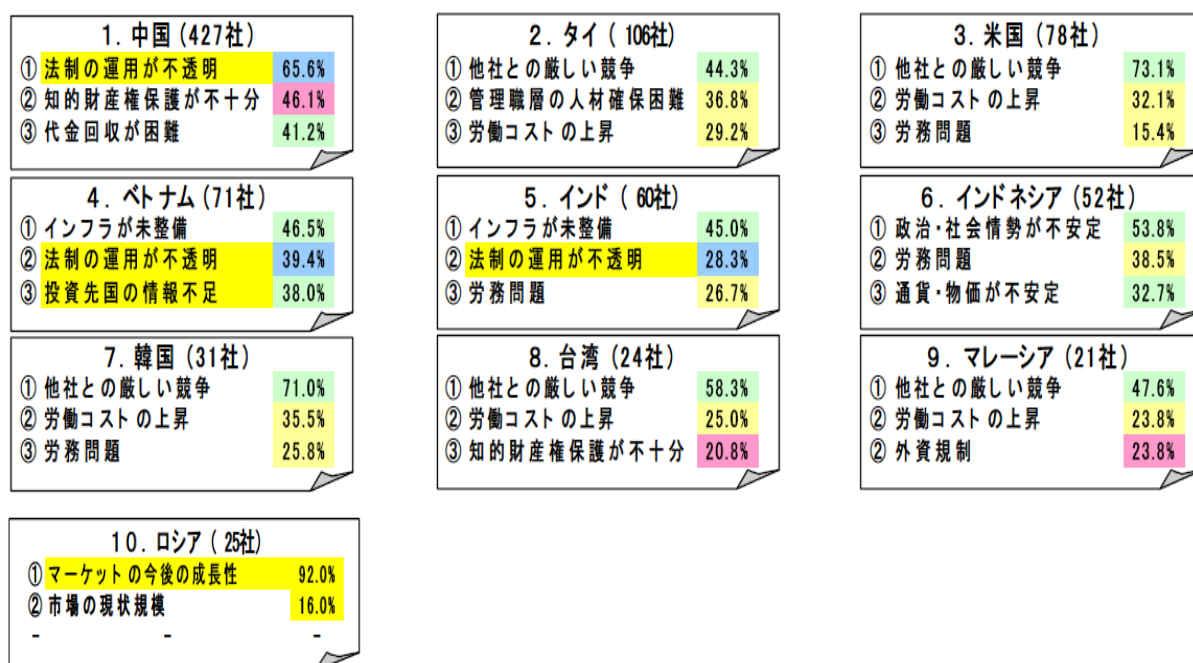 1．中国（427社）
① 法制の運用が不透明 65.6%
② 知的財産権保護が不十分 46.1%
③ 代金回収が困難 41.2%
2．タイ（ 106社）
① 他社との厳しい競争 44.3%
② 管理職層の人材確保困難 36.8%
③ 労働コストの上昇 29.2%
3．米国（78社）
① 他社との厳しい競争 73.1%
② 労働コストの上昇 32.1%
③ 労務問題 15.4%
4．ベトナム（71社）
① インフラが未整備 46.5%
② 法制の運用が不透明 39.4%
③ 投資先国の情報不足 38.0%
5．インド（ 60社）
① インフラが未整備 45.0%
② 法制の運用が不透明 28.3%
③ 労務問題 26.7%
6．インドネシア（52社）
① 政治・社会情勢が不安定 53.8%
② 労務問題 38.5%
③ 通貨・物価が不安定 32.7%
7．韓国（31社）
① 他社との厳しい競争 71.0%
② 労働コストの上昇 35.5%
③ 労務問題 25.8%
8．台湾（24社）
① 他社との厳しい競争 58.3%
② 労働コストの上昇 25.0%
③ 知的財産権保護が不十分 20.8%
9．マレーシア（21社）
① 他社との厳しい競争 47.6%
② 労働コストの上昇 23.8%
② 外資規制 23.8%
10．ロシア（ 25社）
① マーケットの今後の成長性 92.0%
② 市場の現状規模 16.0%
- - -